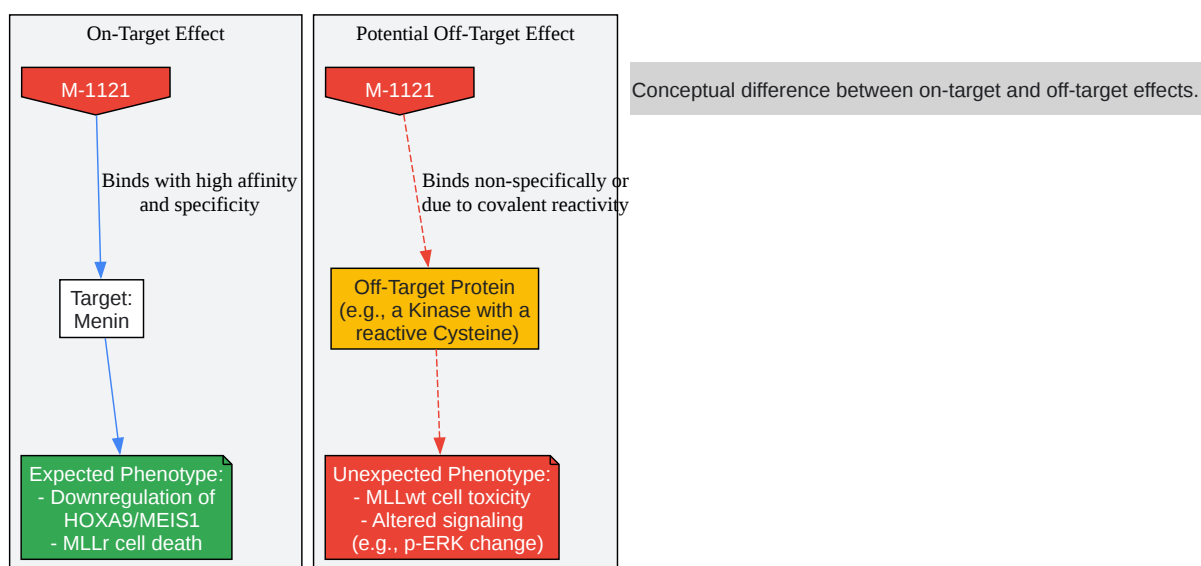 On-Target Effect
M-1121
Binds with high affinity
and specificity
Target:
Menin
Expected Phenotype:
- Downregulation of
HOXA9/MEIS1
- MLLr cell death
Potential Off-Target Effect
M-1121
Binds non-specifically or
due to covalent reactivity
Off-Target Protein
(e.g., a Kinase with a
reactive Cysteine)
Unexpected Phenotype:
- MLLwt cell toxicity
- Altered signaling
(e.g., p-ERK change)
Conceptual difference between on-target and off-target effects.